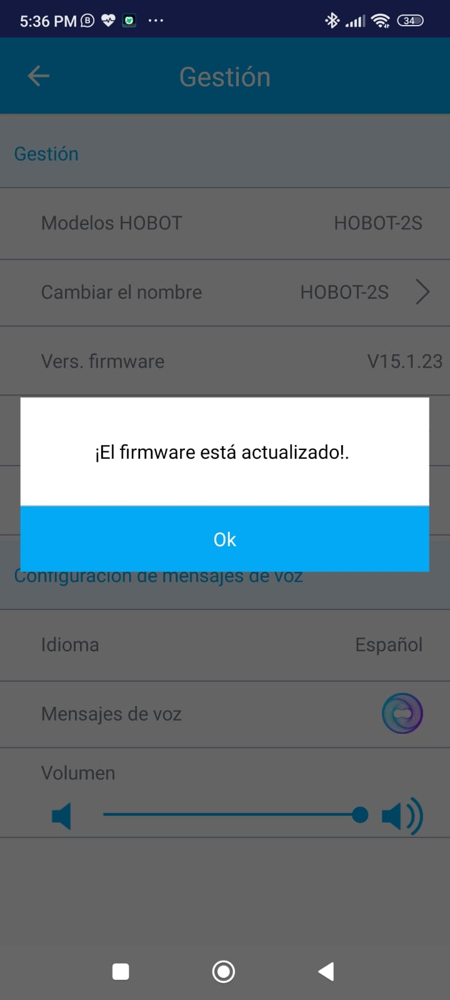 5:36 PM
34
Gestión
Gestión
Modelos HOBOT HOBOT-2S
Cambiar el nombre HOBOT-2S
Vers. firmware V15.1.23
¡El firmware está actualizado!.
Ok
Configuración de mensajes de voz
Idioma Español
Mensajes de voz
Volumen